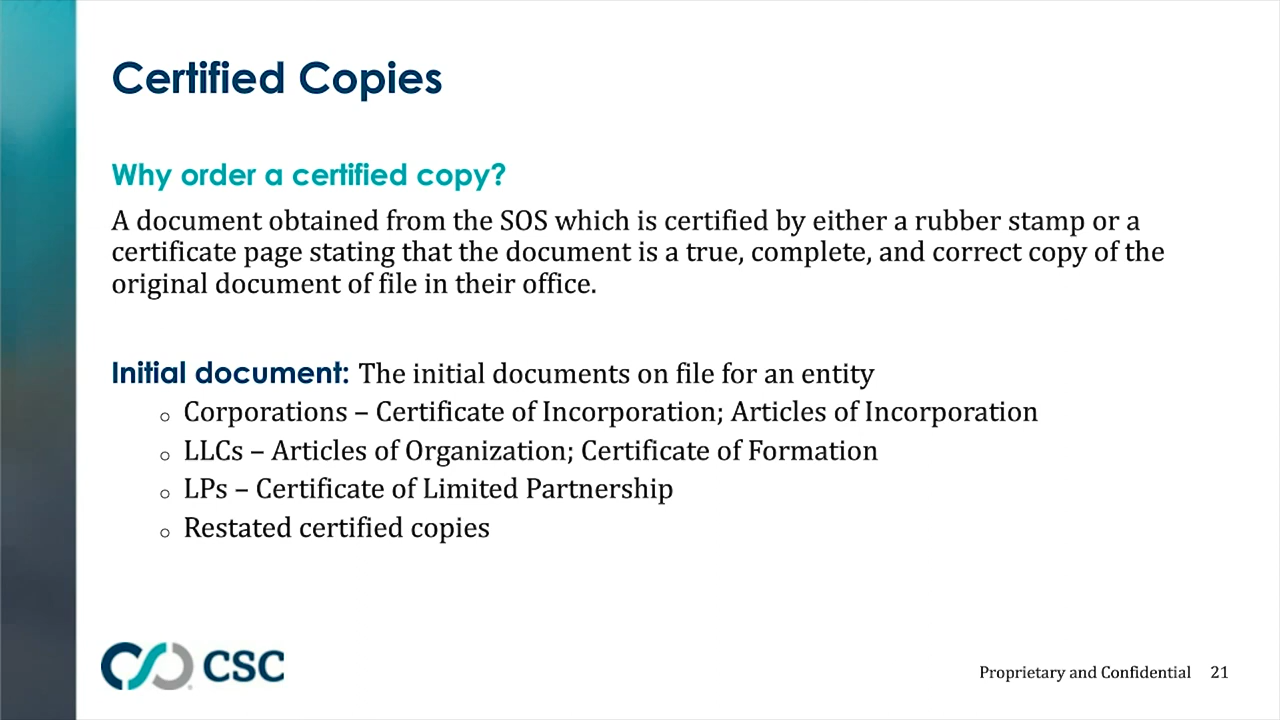 Certified Copies
Why order a certified copy?
A document obtained from the SOS which is certified by either a rubber stamp or a
certificate page stating that the document is a true, complete, and correct copy of the
original document of file in their office.
Initial document: The initial documents on file for an entity
o Corporations – Certificate of Incorporation; Articles of Incorporation
o LLCs – Articles of Organization; Certificate of Formation
o LPs – Certificate of Limited Partnership
o Restated certified copies
CSC
Proprietary and Confidential 21